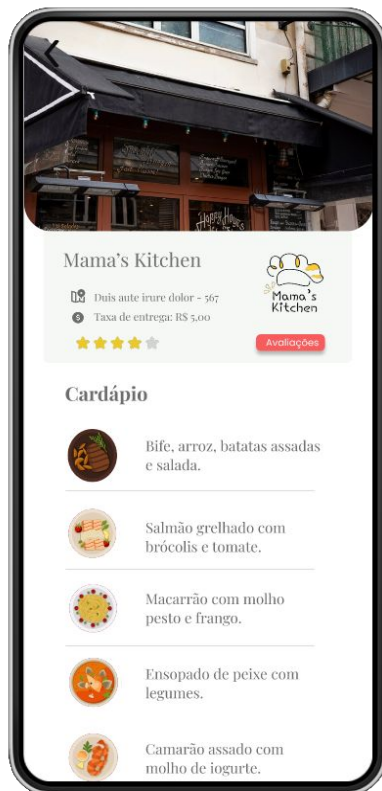 Happy Hour
Mama's Kitchen
Duis aute irure dolor - 567
Taxa de entrega: R$ 5,00
Mama's
Kitchen
Avaliações
Cardápio
Bife, arroz, batatas assadas
e salada.
Salmão grelhado com
brócolis e tomate.
Macarrão com molho
pesto e frango.
Ensopado de peixe com
legumes.
Camarão assado com
molho de iogurte.